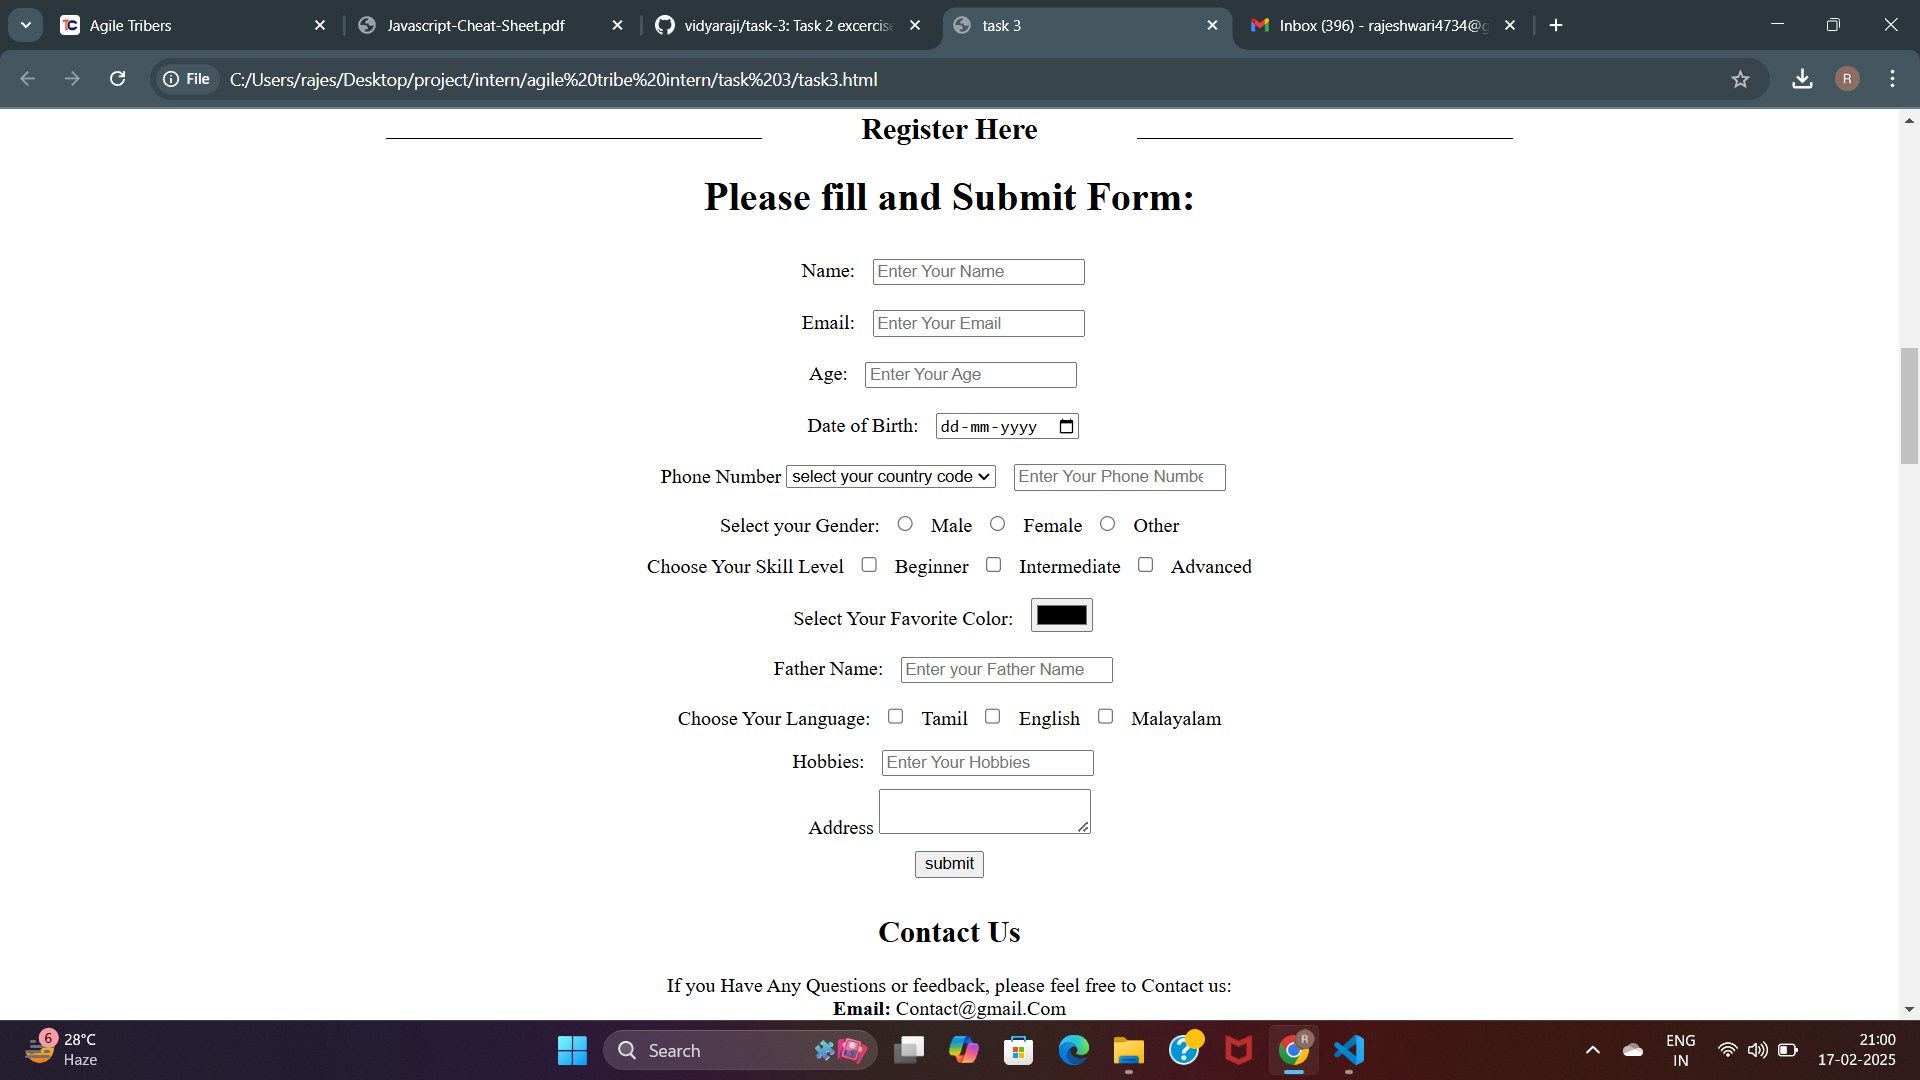 Agile Tribers
Javascript-Cheat-Sheet.pdf
vidyaraji/task-3: Task 2 excercise
task 3
Inbox (396) - rajeshwari4734@g
File
C:/Users/rajes/Desktop/project/intern/agile%20tribe%20intern/task%203/task3.html
R
Register Here
Please fill and Submit Form:
Name: Enter Your Name
Email: Enter Your Email
Age: Enter Your Age
Date of Birth: dd-mm-yyyy
Phone Number select your country code Enter Your Phone Numbe
Select your Gender: Male Female Other
Choose Your Skill Level Beginner Intermediate Advanced
Select Your Favorite Color:
Father Name: Enter your Father Name
Choose Your Language: Tamil English Malayalam
Hobbies: Enter Your Hobbies
Address
submit
Contact Us
If you Have Any Questions or feedback, please feel free to Contact us:
Email: Contact@gmail.Com
6
28°C
Haze
Search
R
ENG
IN
21:00
17-02-2025